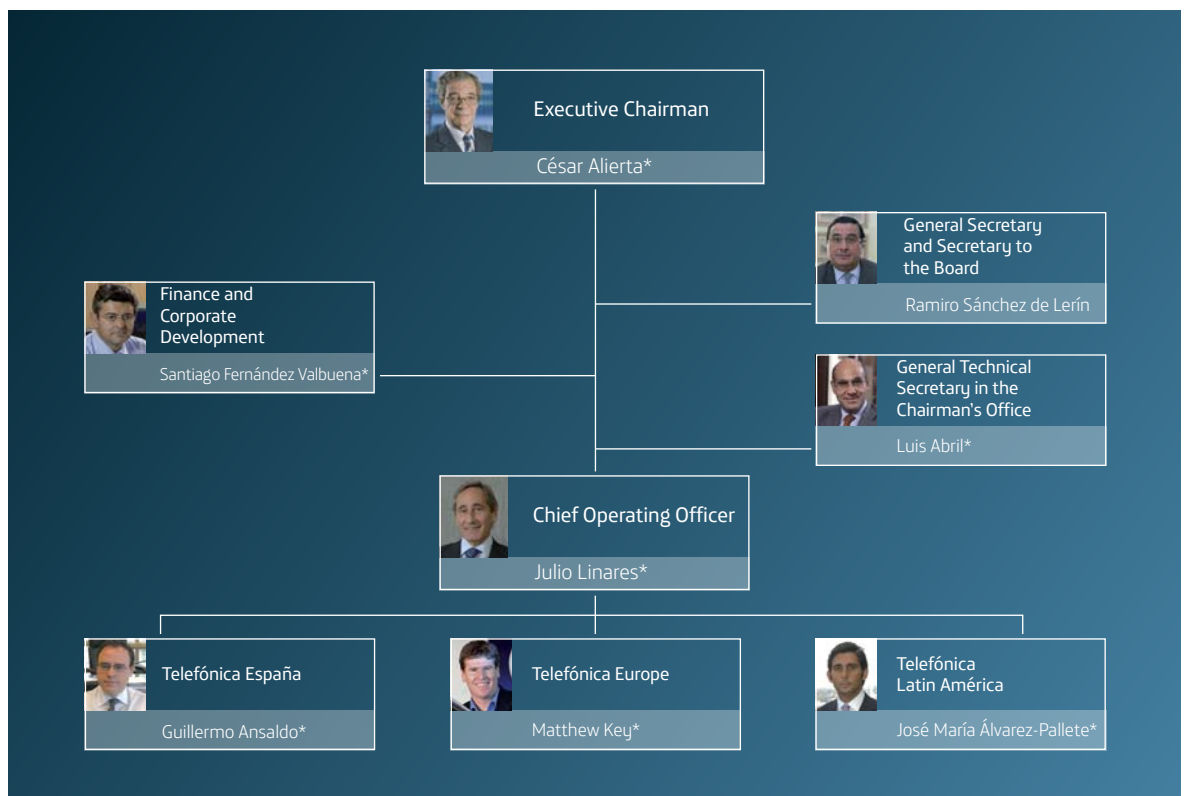 Executive Chairman
César Alierta*
General Secretary
and Secretary to
the Board
Ramiro Sánchez de Lerín
Finance and
Corporate
Development
Santiago Fernández Valbuena*
General Technical
Secretary in the
Chairman's Office
Luis Abril*
Chief Operating Officer
Julio Linares*
Telefónica España
Guillermo Ansaldo*
Telefónica Europe
Matthew Key*
Telefónica
Latin América
José María Álvarez-Pallete*